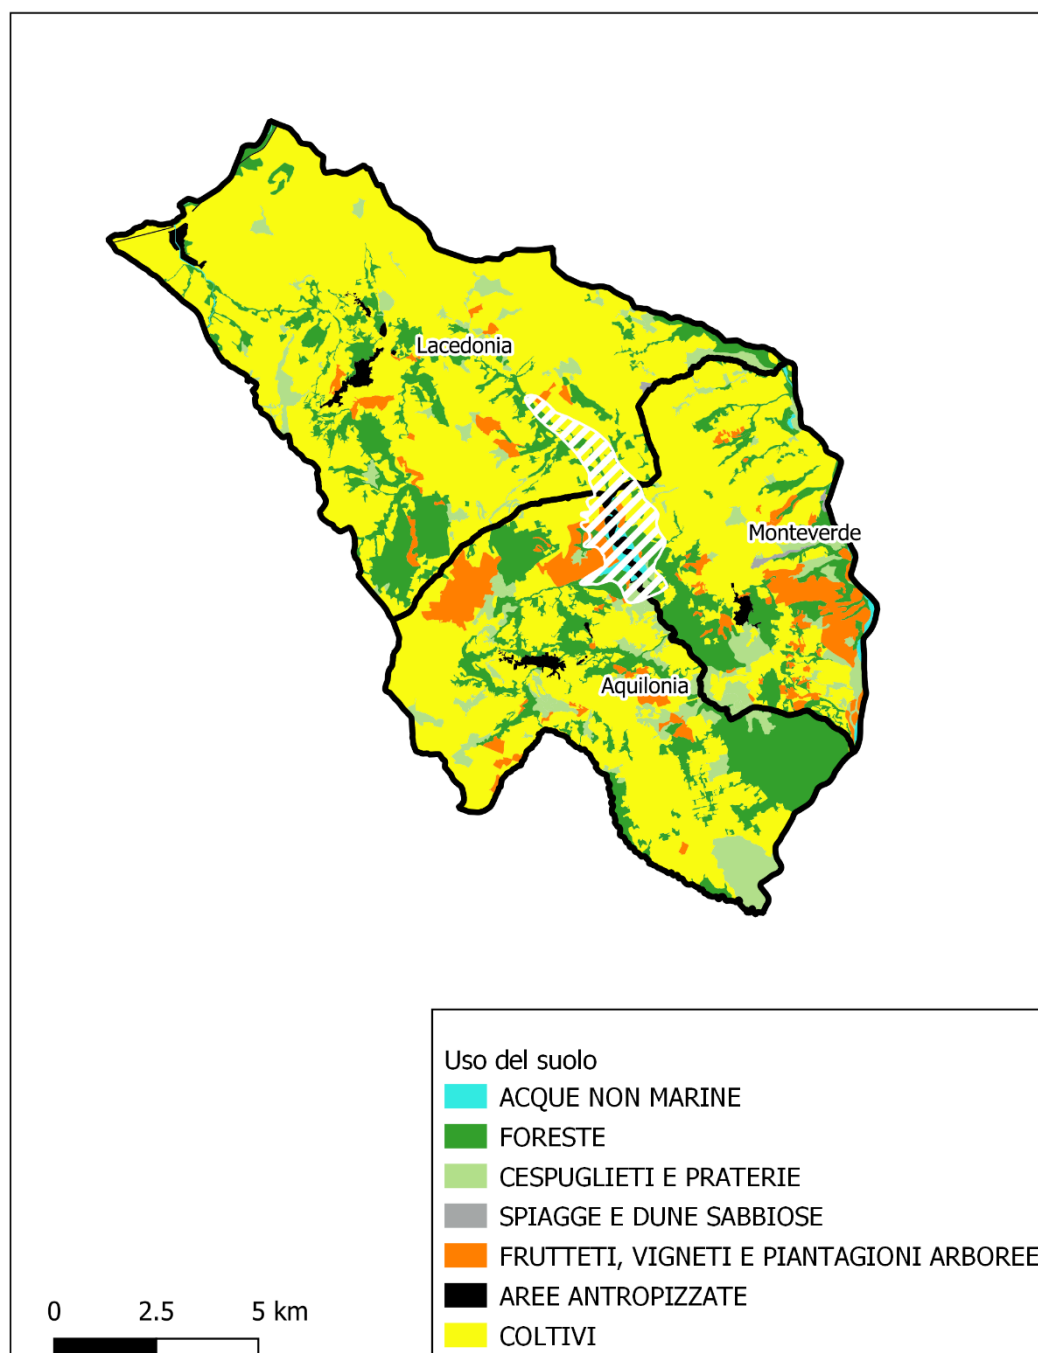 Lacedonia
Monteverde
Aquilonia
Uso del suolo
ACQUE NON MARINE
FORESTE
CESPUGLIETI E PRATERIE
SPIAGGE E DUNE SABBIOSE
FRUTTETI, VIGNETI E PIANTAGIONI ARBOREE
AREE ANTROPIZZATE
COLTIVI
0 2.5 5 km